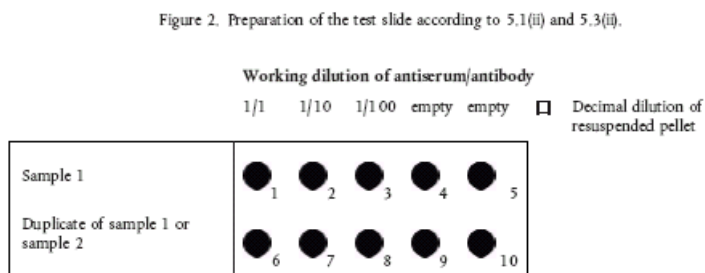 Figure 2. Preparation of the test slide according to 5.1(ii) and 5.3(ii).
Working dilution of antiserum/antibody
1/1 1/10 1/100 empty empty Decimal dilution of
resuspended pellet
Sample 1
1 2 3 4 5
Duplicate of sample 1 or
sample 2
6 7 8 9 10